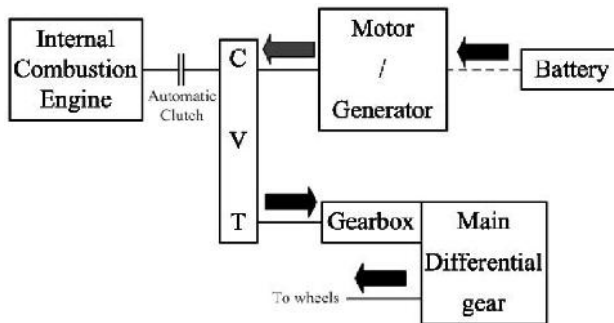 Internal
Combustion
Engine
Automatic
Clutch
C
V
T
Motor
/
Generator
Battery
Gearbox
Main
Differential
gear
To wheels